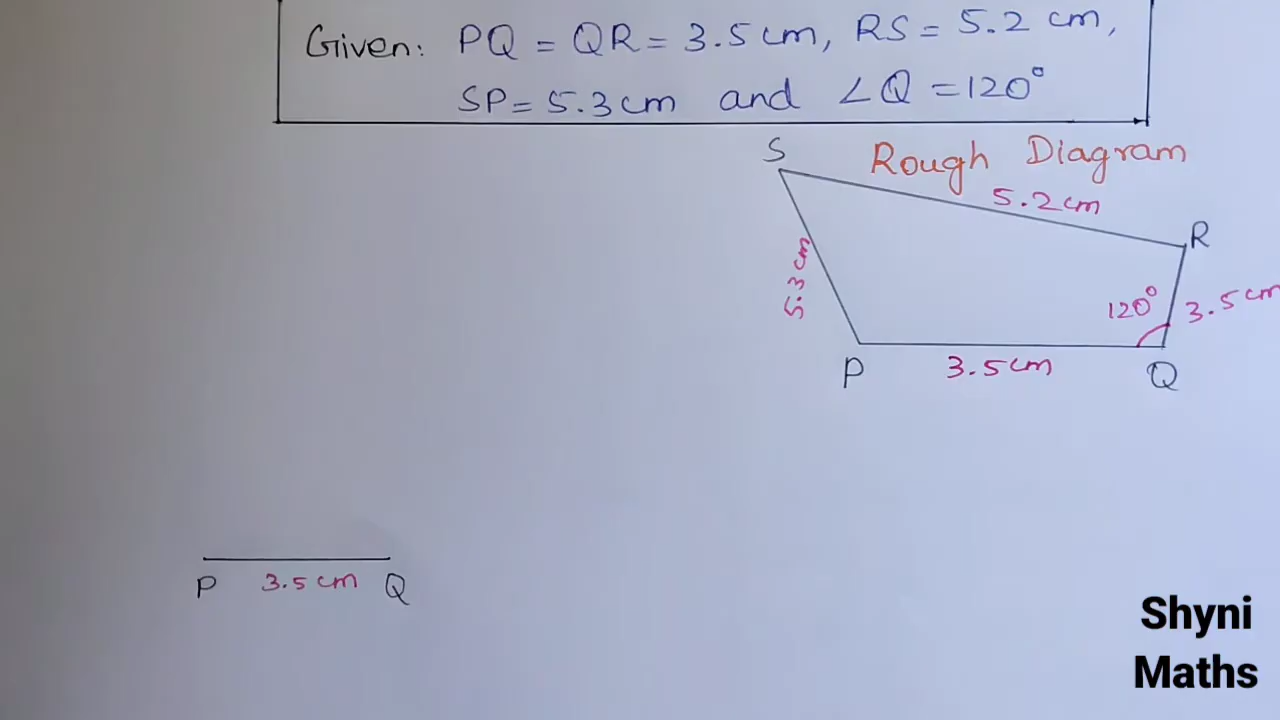 Given: PQ = QR = 3.5 cm, RS = 5.2 cm,
SP = 5.3 cm and ∠Q = 120°
Rough Diagram
S
5.2 cm
R
5.3 cm
120°
3.5 cm
P
3.5 cm
Q
P 3.5 cm Q
Shyni
Maths